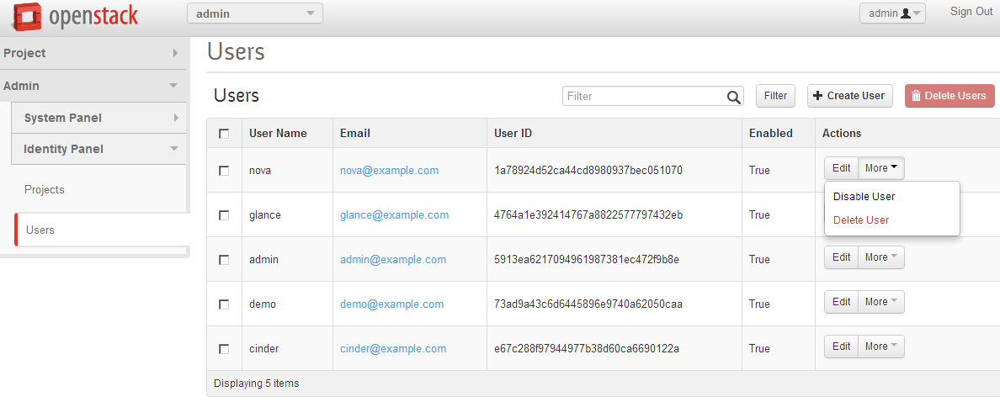 openstack
admin
admin
Sign Out
Project
Admin
System Panel
Identity Panel
Projects
Users
Users
Users
Filter
Filter
Create User
Delete Users
User Name Email User ID Enabled Actions
nova nova@example.com 1a78924d52ca44cd8980937bec051070 True Edit More
Disable User
Delete User
glance glance@example.com 4764a1e392414767a8822577797432eb True
admin admin@example.com 5913ea6217094961987381ec472f9b8e True Edit More
demo demo@example.com 73ad9a43c6d6445896e9740a62050caa True Edit More
cinder cinder@example.com e67c288f97944977b38d60ca6690122a True Edit More
Displaying 5 items